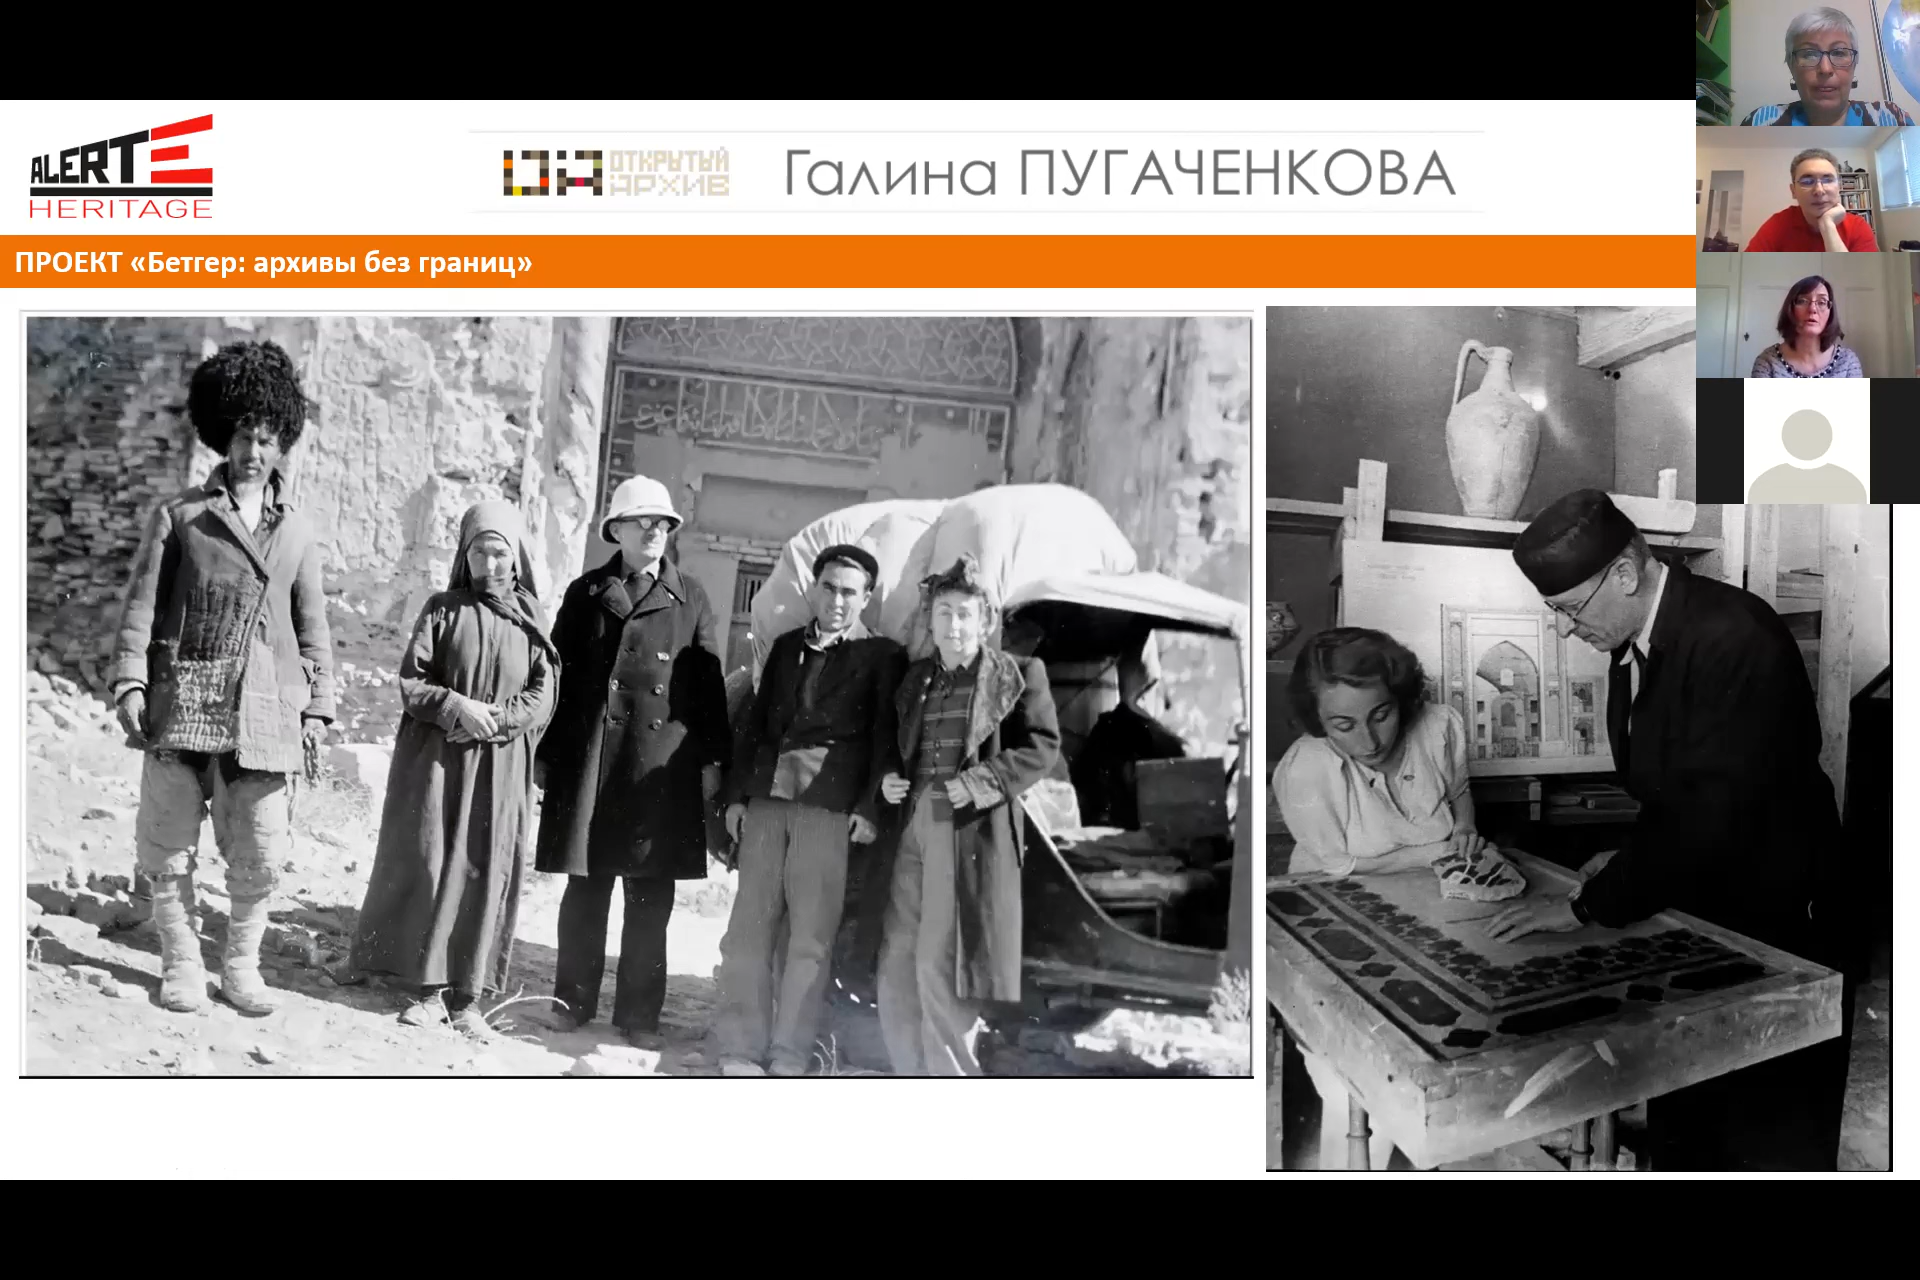 ALERTE
HERITAGE
ОТКРЫТЫЙ
АРХИВ
Галина ПУГАЧЕНКОВА
ПРОЕКТ «Бетгер: архивы без границ»